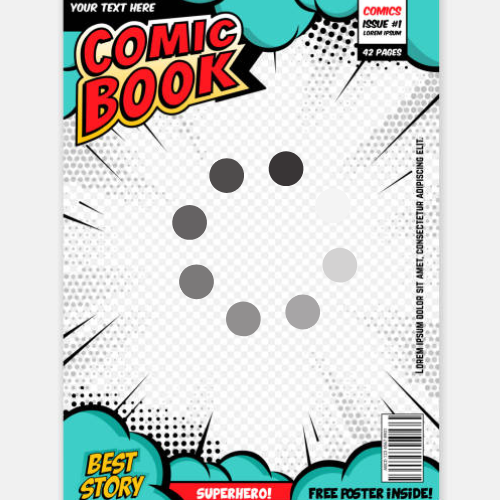 YOUR TEXT HERE
COMIC
BOOK
COMICS
ISSUE #1
LOREM IPSUM
42 PAGES
LOREM IPSUM DOLOR SIT AMET, CONSECTETUR ADIPISCING ELIT.
BEST
STORY
SUPERHERO!
FREE POSTER INSIDE!